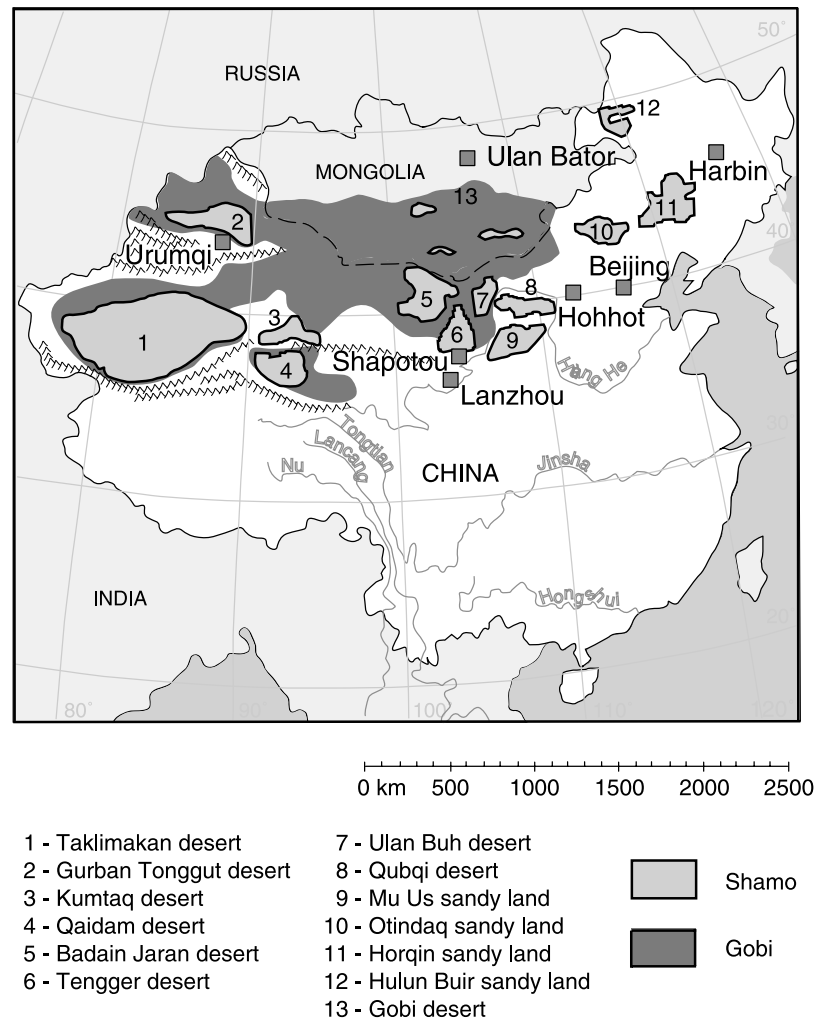 50°
RUSSIA
12
Ulan Bator
Harbin
MONGOLIA
13
11
2
10
40
Urumqi
Beijing
5
7
8
Hohhot
3
1
6
9
4
Shapotou
Huang He
Lanzhou
Tongtian
Lancang
Nu
CHINA
Jinsha
30°
INDIA
Hongshui
20°
80°
90°
100
110°
120°
0 km 500 1000 1500 2000 2500
1 - Taklimakan desert
2 - Gurban Tonggut desert
3 - Kumtaq desert
4 - Qaidam desert
5 - Badain Jaran desert
6 - Tengger desert
7 - Ulan Buh desert
8 - Qubqi desert
9 - Mu Us sandy land
10 - Otindaq sandy land
11 - Horqin sandy land
12 - Hulun Buir sandy land
13 - Gobi desert
Shamo
Gobi